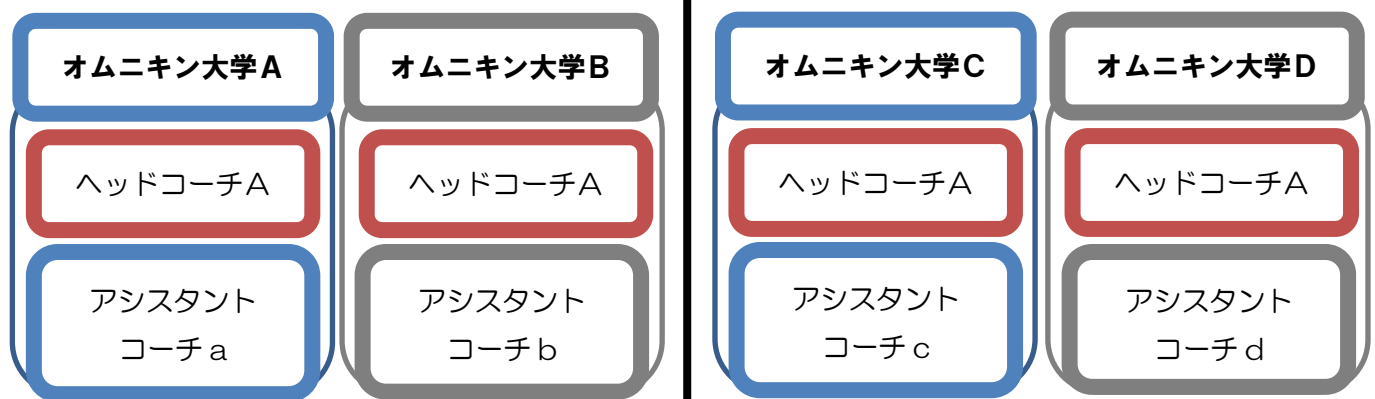 オムニキン大学A
オムニキン大学B
オムニキン大学C
オムニキン大学D
ヘッドコーチA
ヘッドコーチA
ヘッドコーチA
ヘッドコーチA
アシスタント
コーチa
アシスタント
コーチb
アシスタント
コーチc
アシスタント
コーチd